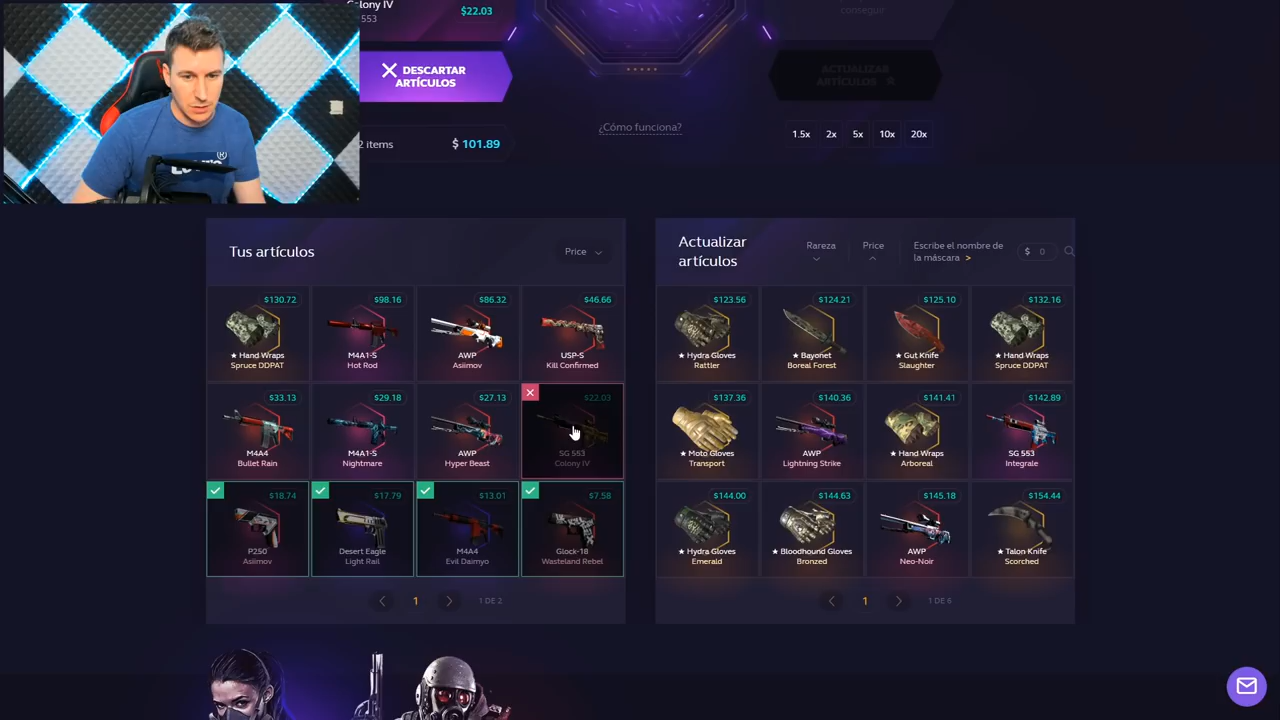 Colony IV
553
$22.03
DESCARTAR
ARTÍCULOS
2 items
$ 101.89
¿Cómo funciona?
conseguir
ACTUALIZAR
ARTÍCULOS
1.5x 2x 5x 10x 20x
Tus artículos
Price
$130.72
★ Hand Wraps
Spruce DDPAT
$98.16
M4A1-S
Hot Rod
$86.32
AWP
Asiimov
$46.66
USP-S
Kill Confirmed
$33.13
M4A4
Bullet Rain
$29.18
M4A1-S
Nightmare
$27.13
AWP
Hyper Beast
$22.03
SG 553
Colony IV
$18.74
P250
Asiimov
$17.79
Desert Eagle
Light Rail
$13.01
M4A4
Evil Daimyo
$7.58
Glock-18
Wasteland Rebel
1
1 DE 2
Actualizar
artículos
Rareza
Price
Escribe el nombre de
la máscara >
$ 0
$123.56
★ Hydra Gloves
Rattler
$124.21
★ Bayonet
Boreal Forest
$125.10
★ Gut Knife
Slaughter
$132.16
★ Hand Wraps
Spruce DDPAT
$137.36
★ Moto Gloves
Transport
$140.36
AWP
Lightning Strike
$141.41
★ Hand Wraps
Arboreal
$142.89
SG 553
Integrale
$144.00
★ Hydra Gloves
Emerald
$144.63
★ Bloodhound Gloves
Bronzed
$145.18
AWP
Neo-Noir
$154.44
★ Talon Knife
Scorched
1
1 DE 6